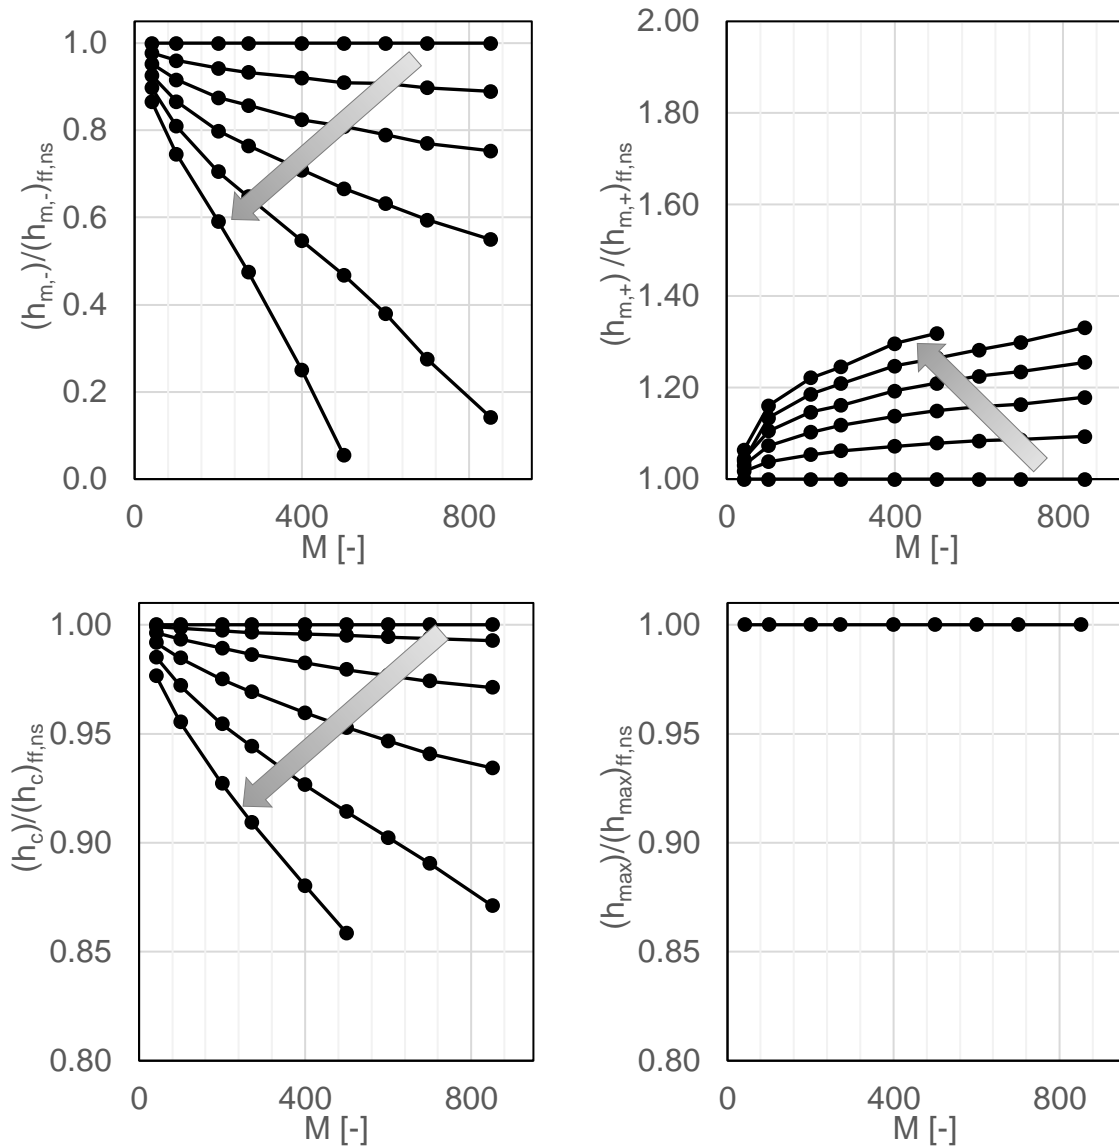 (h_{m,-})/(h_{m,-})_{ff,ns}
1.0
0.8
0.6
0.4
0.2
0.0
0 400 800
M [-]
(h_{m,+}) /(h_{m,+})_{ff,ns}
2.00
1.80
1.60
1.40
1.20
1.00
0 400 800
M [-]
(h_c)/(h_c)_{ff,ns}
1.00
0.95
0.90
0.85
0.80
0 400 800
M [-]
(h_{max})/(h_{max})_{ff,ns}
1.00
0.95
0.90
0.85
0.80
0 400 800
M [-]